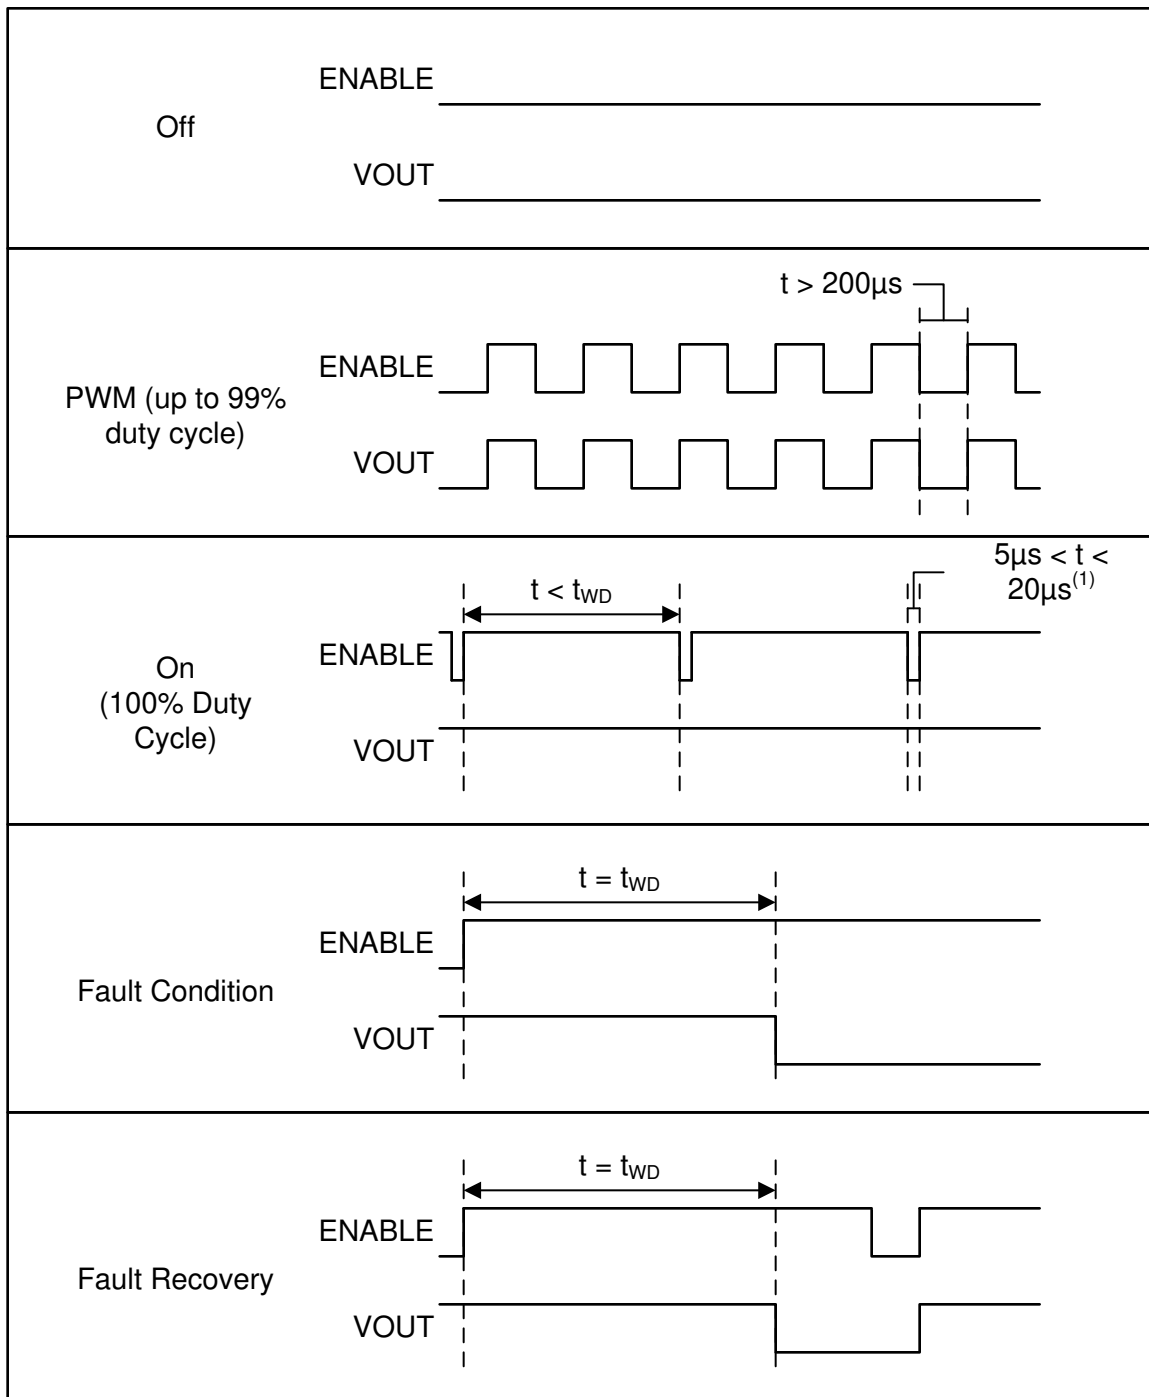 Off
ENABLE
VOUT
PWM (up to 99%
duty cycle)
t > 200µs
ENABLE
VOUT
On
(100% Duty
Cycle)
t < tWD
5µs < t <
20µs(1)
ENABLE
VOUT
Fault Condition
t = tWD
ENABLE
VOUT
Fault Recovery
t = tWD
ENABLE
VOUT